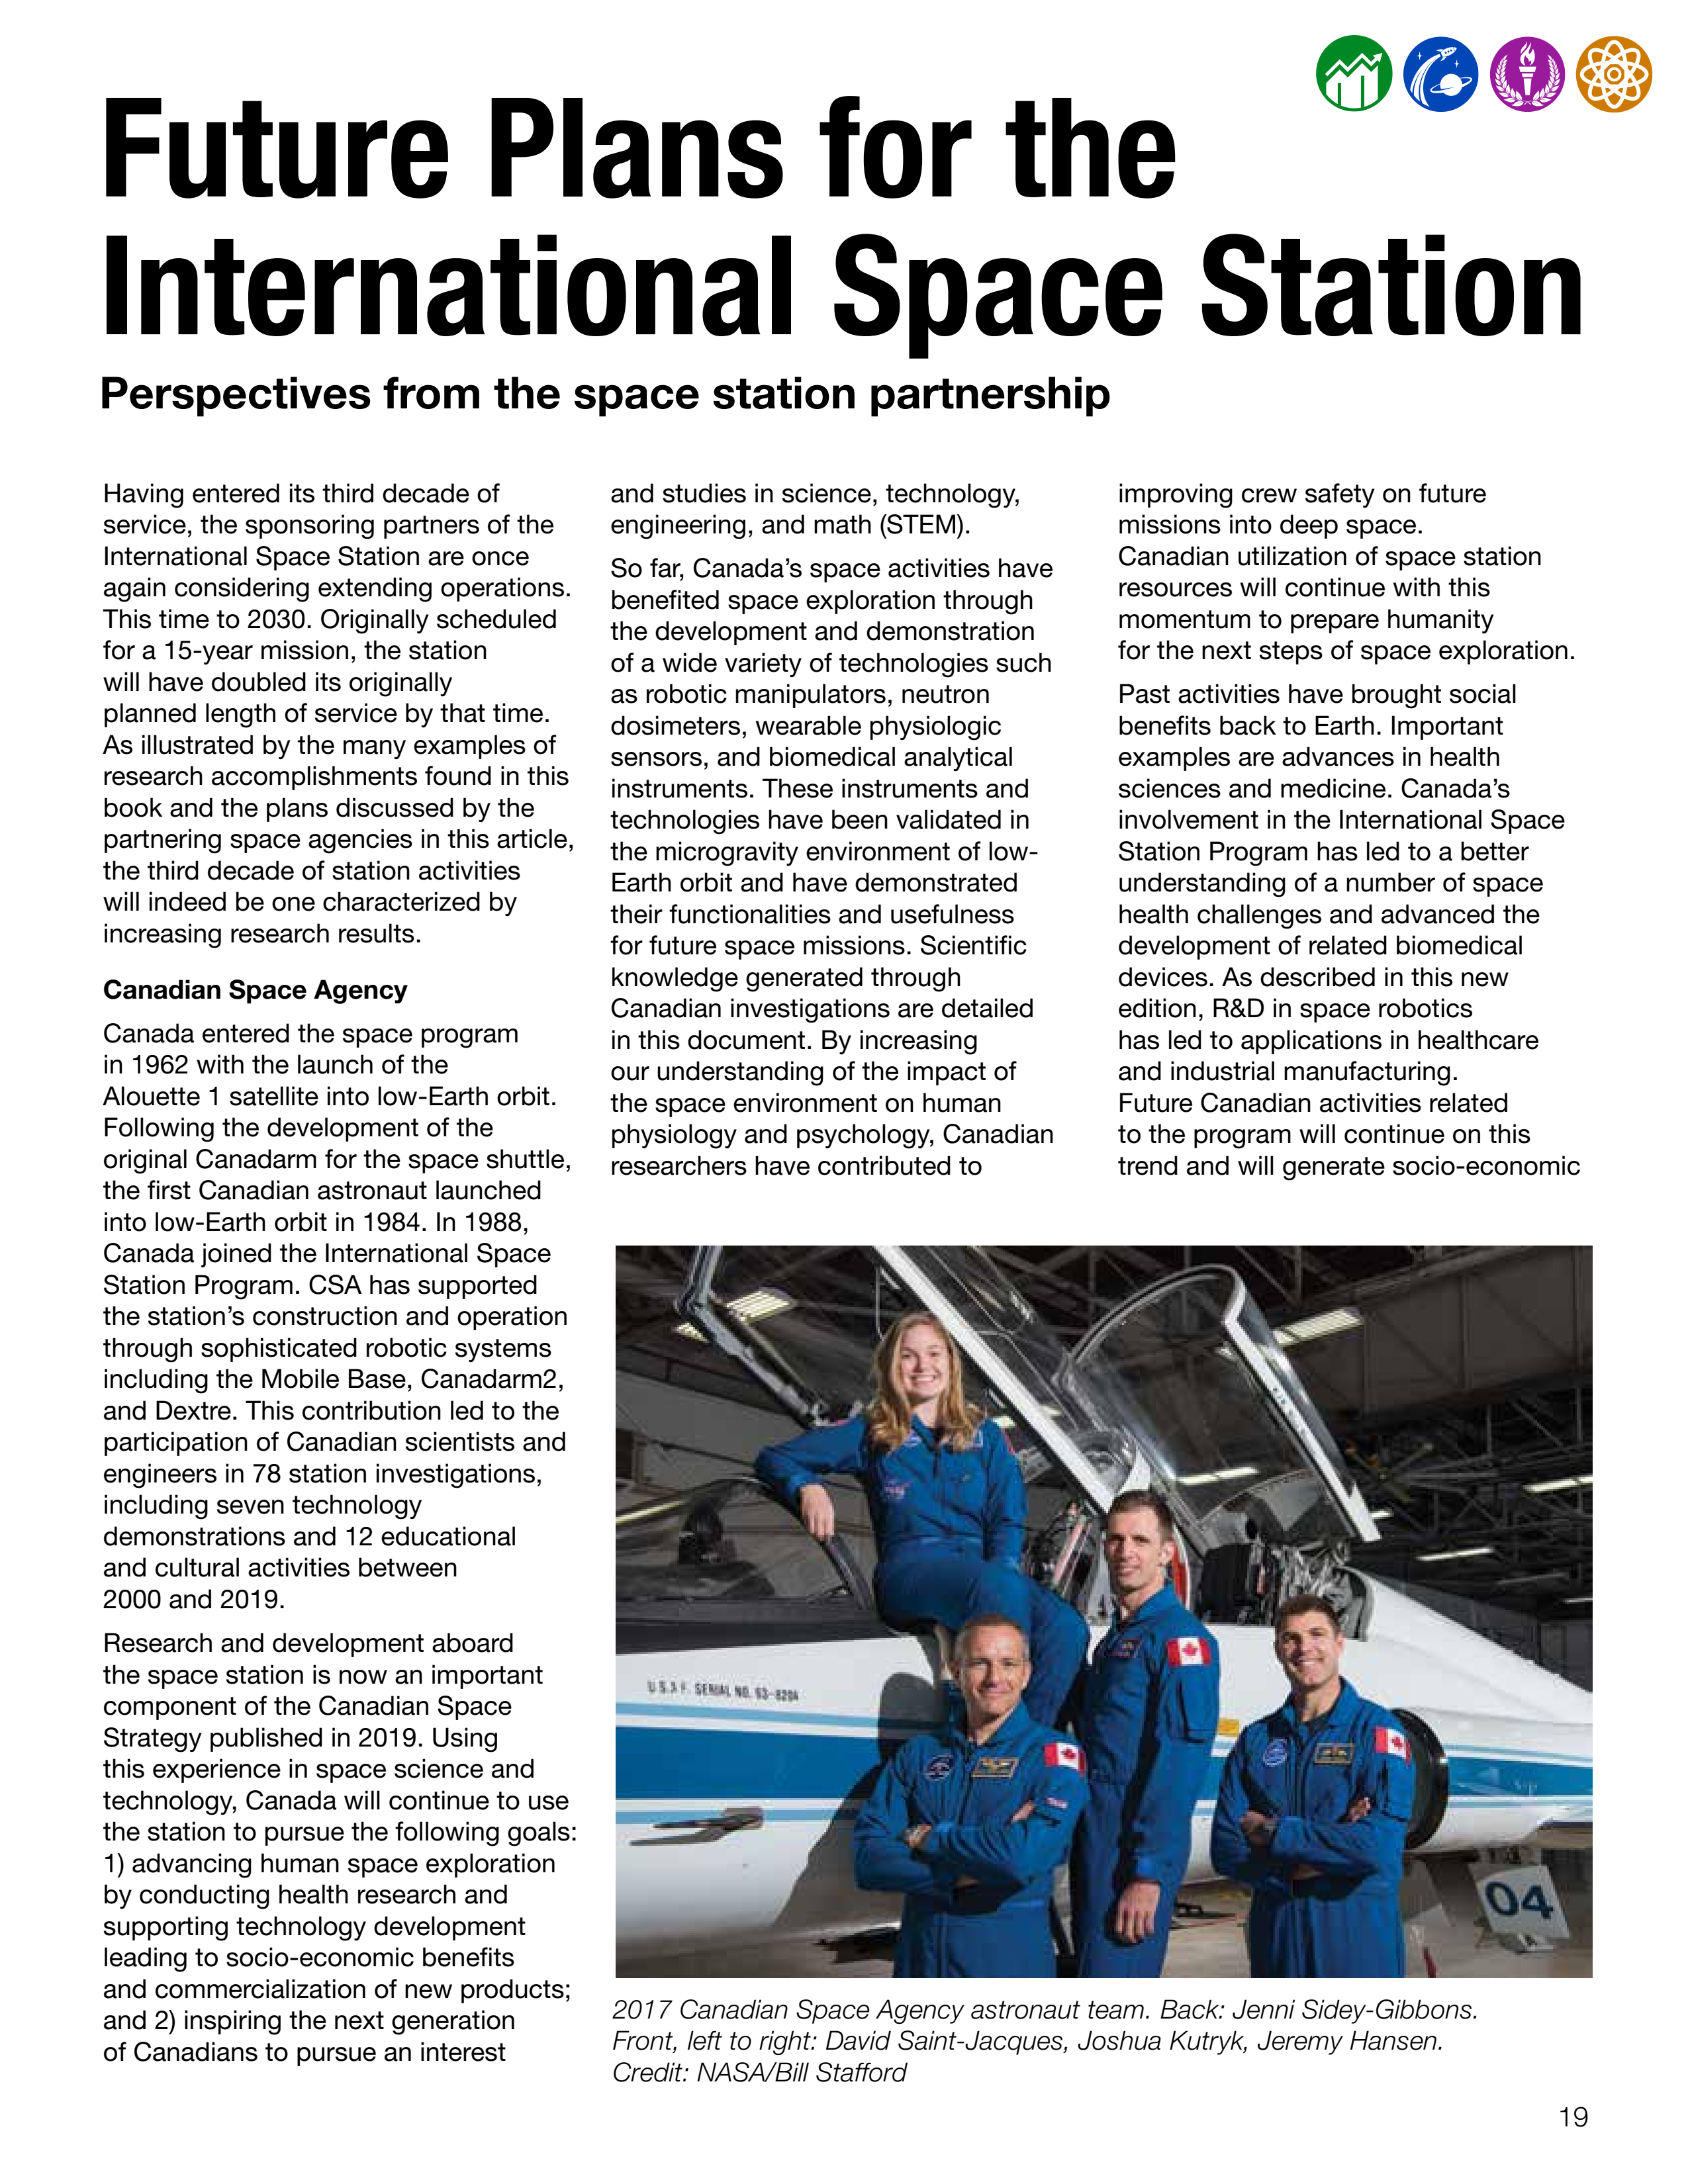 Future Plans for the
International Space Station
Perspectives from the space station partnership
Having entered its third decade of
service, the sponsoring partners of the
International Space Station are once
again considering extending operations.
This time to 2030. Originally scheduled
for a 15-year mission, the station
will have doubled its originally
planned length of service by that time.
As illustrated by the many examples of
research accomplishments found in this
book and the plans discussed by the
partnering space agencies in this article,
the third decade of station activities
will indeed be one characterized by
increasing research results.
Canadian Space Agency
Canada entered the space program
in 1962 with the launch of the
Alouette 1 satellite into low-Earth orbit.
Following the development of the
original Canadarm for the space shuttle,
the first Canadian astronaut launched
into low-Earth orbit in 1984. In 1988,
Canada joined the International Space
Station Program. CSA has supported
the station’s construction and operation
through sophisticated robotic systems
including the Mobile Base, Canadarm2,
and Dextre. This contribution led to the
participation of Canadian scientists and
engineers in 78 station investigations,
including seven technology
demonstrations and 12 educational
and cultural activities between
2000 and 2019.
Research and development aboard
the space station is now an important
component of the Canadian Space
Strategy published in 2019. Using
this experience in space science and
technology, Canada will continue to use
the station to pursue the following goals:
1) advancing human space exploration
by conducting health research and
supporting technology development
leading to socio-economic benefits
and commercialization of new products;
and 2) inspiring the next generation
of Canadians to pursue an interest
and studies in science, technology,
engineering, and math (STEM).
So far, Canada’s space activities have
benefited space exploration through
the development and demonstration
of a wide variety of technologies such
as robotic manipulators, neutron
dosimeters, wearable physiologic
sensors, and biomedical analytical
instruments. These instruments and
technologies have been validated in
the microgravity environment of low-
Earth orbit and have demonstrated
their functionalities and usefulness
for future space missions. Scientific
knowledge generated through
Canadian investigations are detailed
in this document. By increasing
our understanding of the impact of
the space environment on human
physiology and psychology, Canadian
researchers have contributed to
improving crew safety on future
missions into deep space.
Canadian utilization of space station
resources will continue with this
momentum to prepare humanity
for the next steps of space exploration.
Past activities have brought social
benefits back to Earth. Important
examples are advances in health
sciences and medicine. Canada’s
involvement in the International Space
Station Program has led to a better
understanding of a number of space
health challenges and advanced the
development of related biomedical
devices. As described in this new
edition, R&D in space robotics
has led to applications in healthcare
and industrial manufacturing.
Future Canadian activities related
to the program will continue on this
trend and will generate socio-economic
SERIAL NO. 63-8204
04
2017 Canadian Space Agency astronaut team. Back: Jenni Sidey-Gibbons.
Front, left to right: David Saint-Jacques, Joshua Kutryk, Jeremy Hansen.
Credit: NASA/Bill Stafford
19